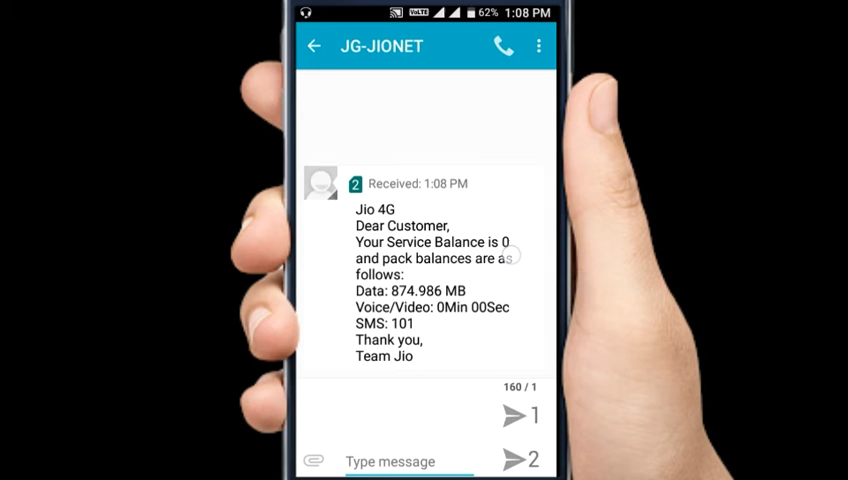 VoLTE 62% 1:08 PM
JG-JIONET
2 Received: 1:08 PM
Jio 4G
Dear Customer,
Your Service Balance is 0
and pack balances are as
follows:
Data: 874.986 MB
Voice/Video: 0Min 00Sec
SMS: 101
Thank you,
Team Jio
160 / 1
1
Type message
2